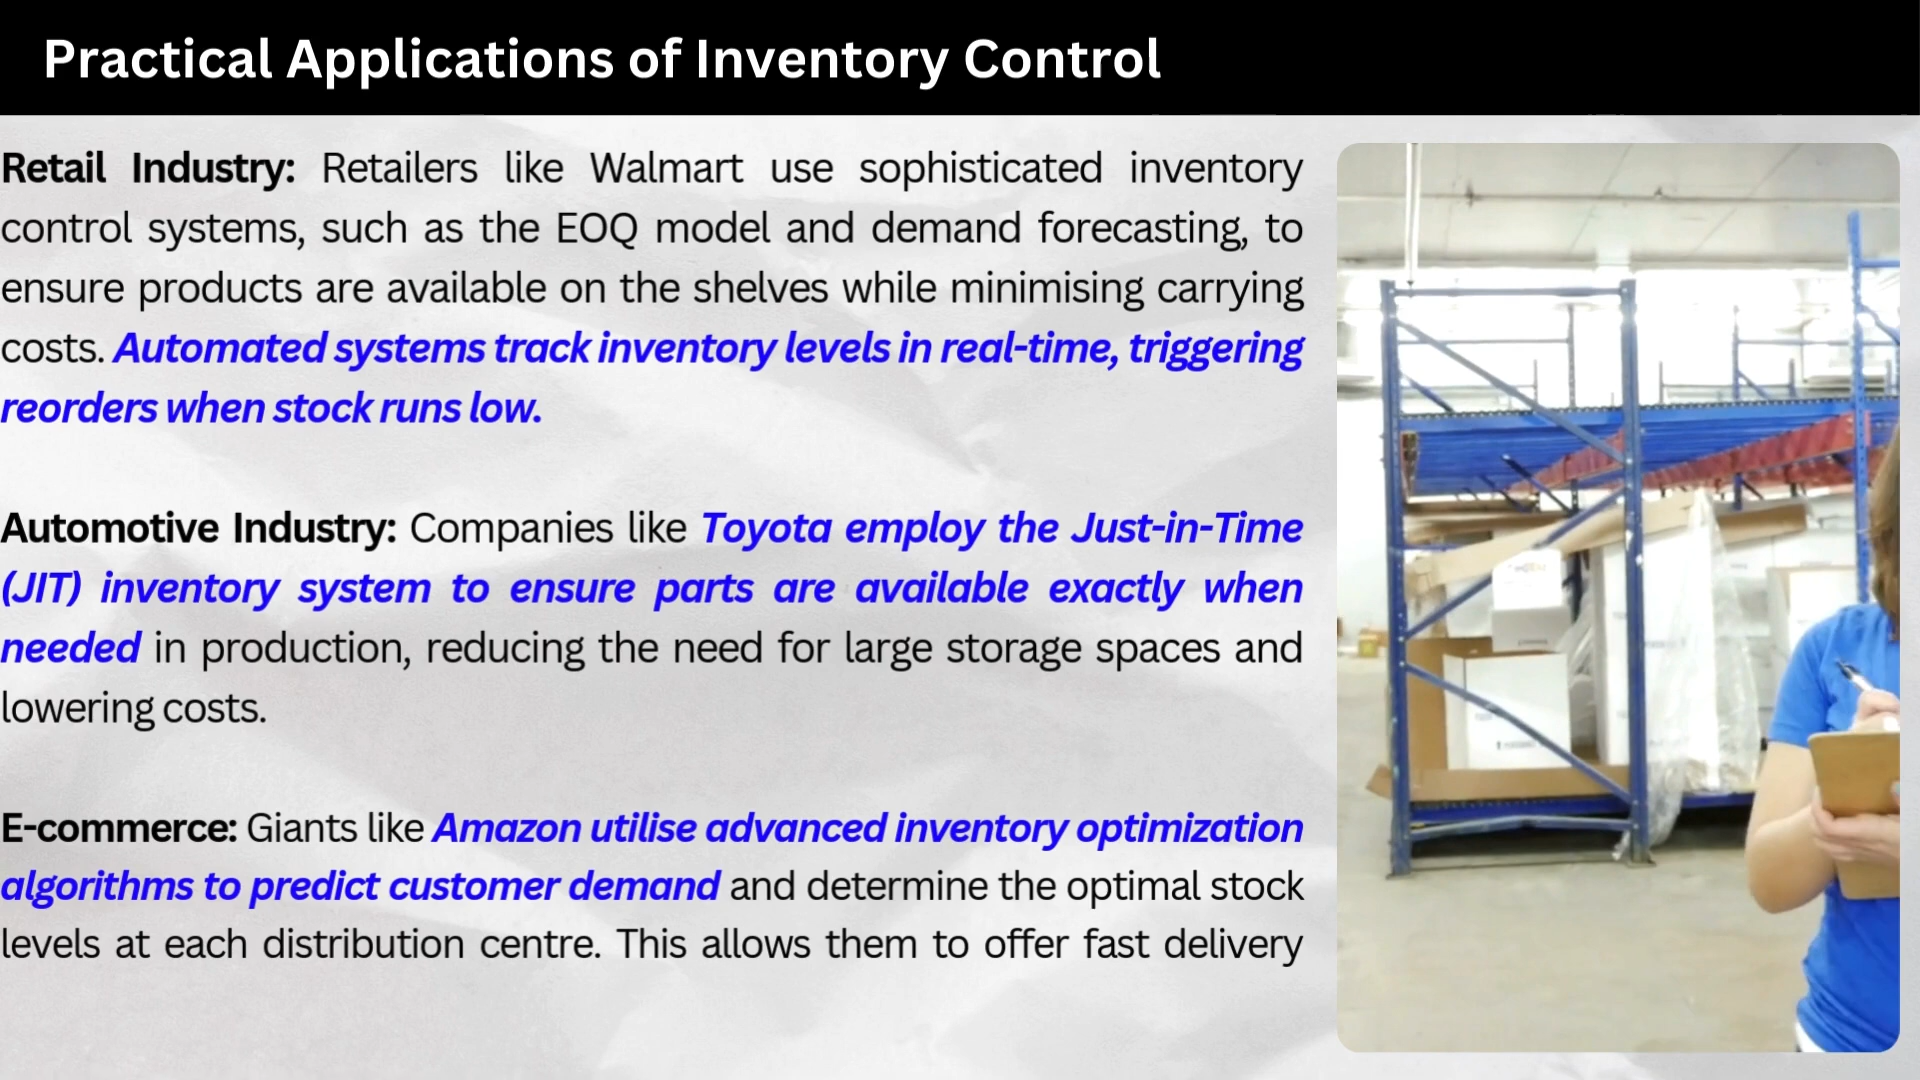 Practical Applications of Inventory Control
Retail Industry: Retailers like Walmart use sophisticated inventory
control systems, such as the EOQ model and demand forecasting, to
ensure products are available on the shelves while minimising carrying
costs. Automated systems track inventory levels in real-time, triggering
reorders when stock runs low.
Automotive Industry: Companies like Toyota employ the Just-in-Time
(JIT) inventory system to ensure parts are available exactly when
needed in production, reducing the need for large storage spaces and
lowering costs.
E-commerce: Giants like Amazon utilise advanced inventory optimization
algorithms to predict customer demand and determine the optimal stock
levels at each distribution centre. This allows them to offer fast delivery